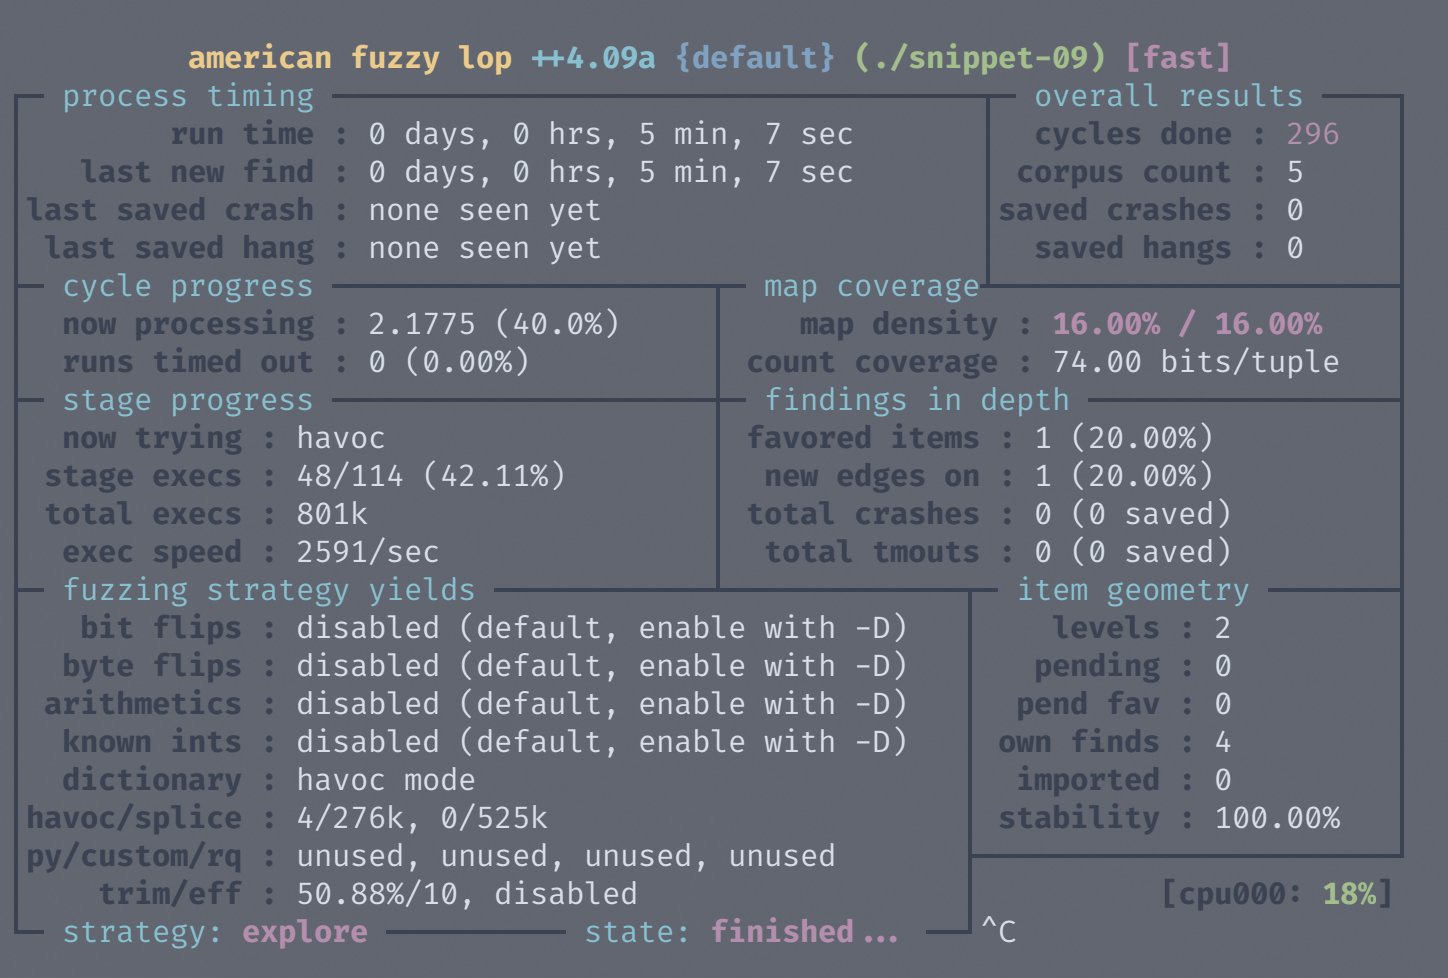 american fuzzy lop ++4.09a {default} (./snippet-09) [fast]
process timing overall results
run time : 0 days, 0 hrs, 5 min, 7 sec cycles done : 296
last new find : 0 days, 0 hrs, 5 min, 7 sec corpus count : 5
last saved crash : none seen yet saved crashes : 0
last saved hang : none seen yet saved hangs : 0
cycle progress map coverage
now processing : 2.1775 (40.0%) map density : 16.00% / 16.00%
runs timed out : 0 (0.00%) count coverage : 74.00 bits/tuple
stage progress findings in depth
now trying : havoc favored items : 1 (20.00%)
stage execs : 48/114 (42.11%) new edges on : 1 (20.00%)
total execs : 801k total crashes : 0 (0 saved)
exec speed : 2591/sec total tmouts : 0 (0 saved)
fuzzing strategy yields item geometry
bit flips : disabled (default, enable with -D) levels : 2
byte flips : disabled (default, enable with -D) pending : 0
arithmetics : disabled (default, enable with -D) pend fav : 0
known ints : disabled (default, enable with -D) own finds : 4
dictionary : havoc mode imported : 0
havoc/splice : 4/276k, 0/525k stability : 100.00%
py/custom/rq : unused, unused, unused, unused
trim/eff : 50.88%/10, disabled [cpu000: 18%]
strategy: explore state: finished... ^C